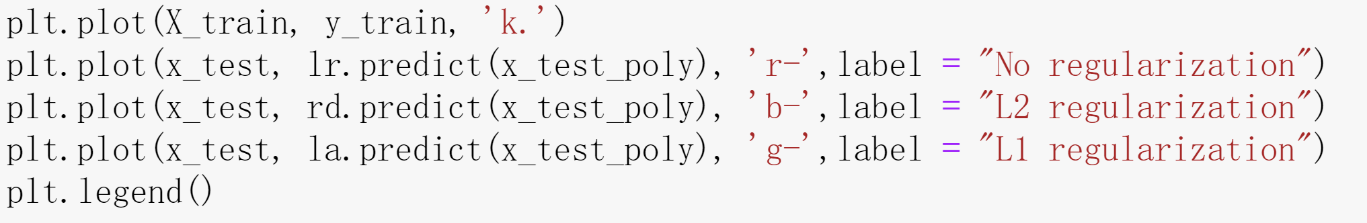 plt.plot(X_train, y_train, 'k.')
plt.plot(x_test, lr.predict(x_test_poly), 'r-',label = "No regularization")
plt.plot(x_test, rd.predict(x_test_poly), 'b-',label = "L2 regularization")
plt.plot(x_test, la.predict(x_test_poly), 'g-',label = "L1 regularization")
plt.legend()